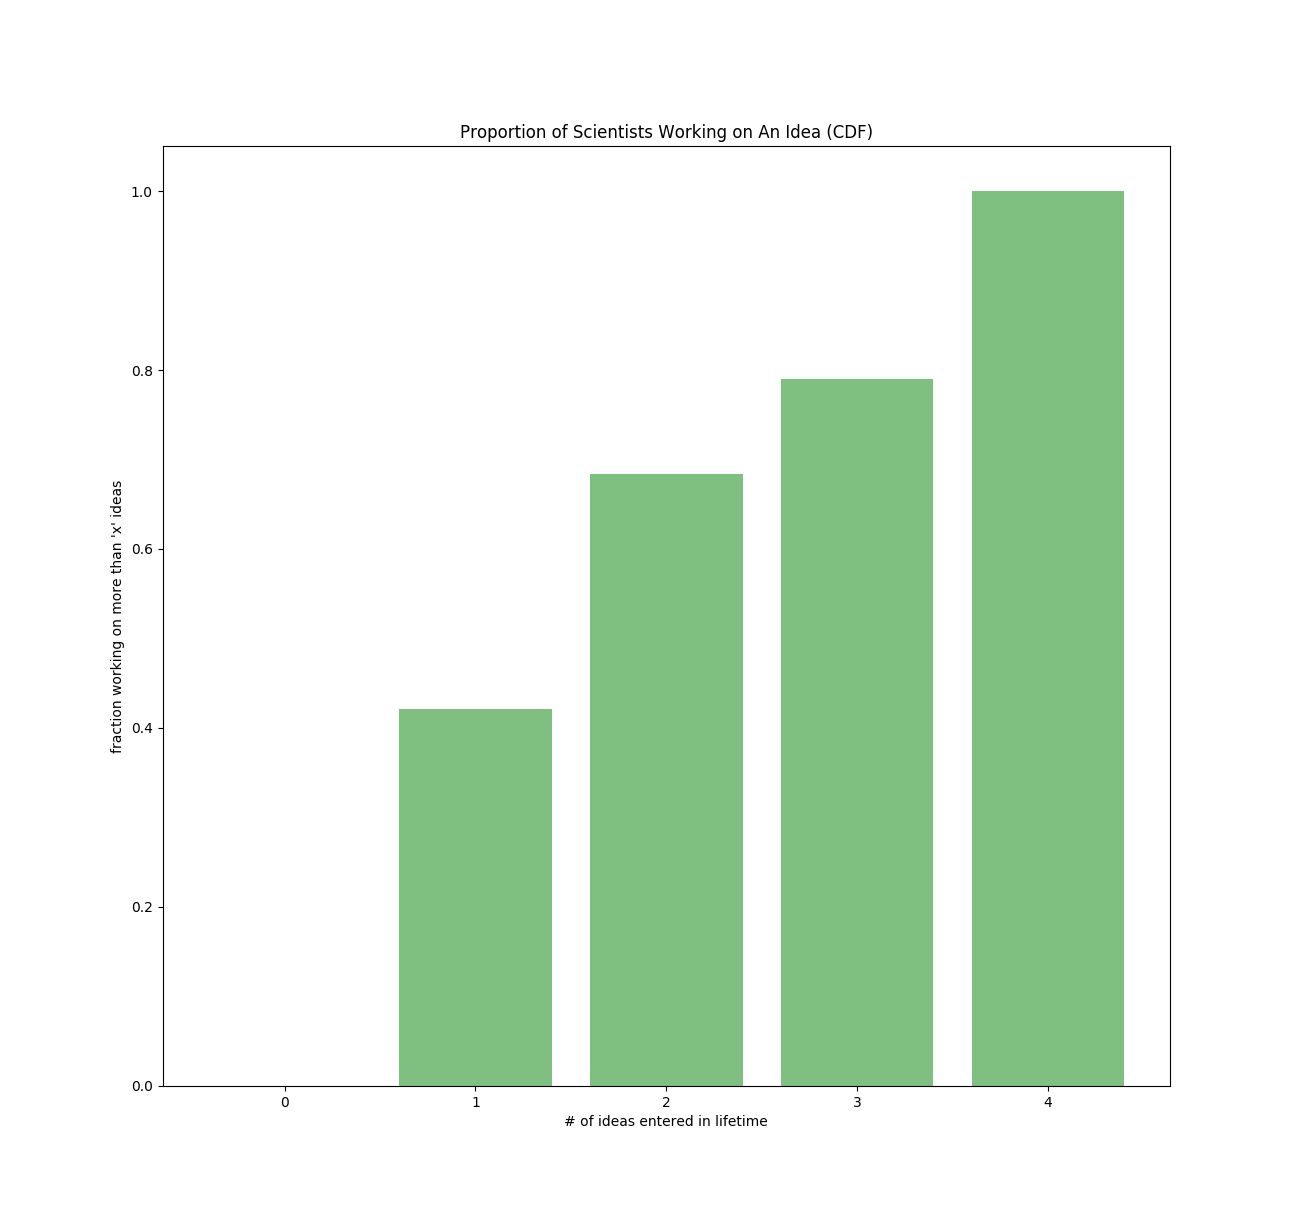 Proportion of Scientists Working on An Idea (CDF)
1.0
0.8
0.6
0.4
0.2
0.0
fraction working on more than 'x' ideas
0 1 2 3 4
# of ideas entered in lifetime